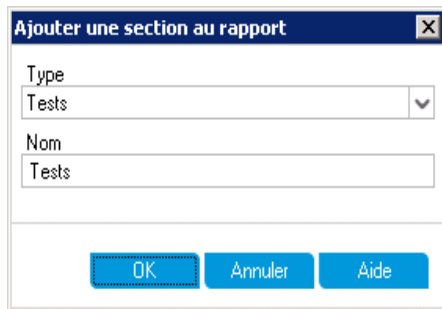 Ajouter une section au rapport
Type
Tests
Nom
Tests
OK Annuler Aide